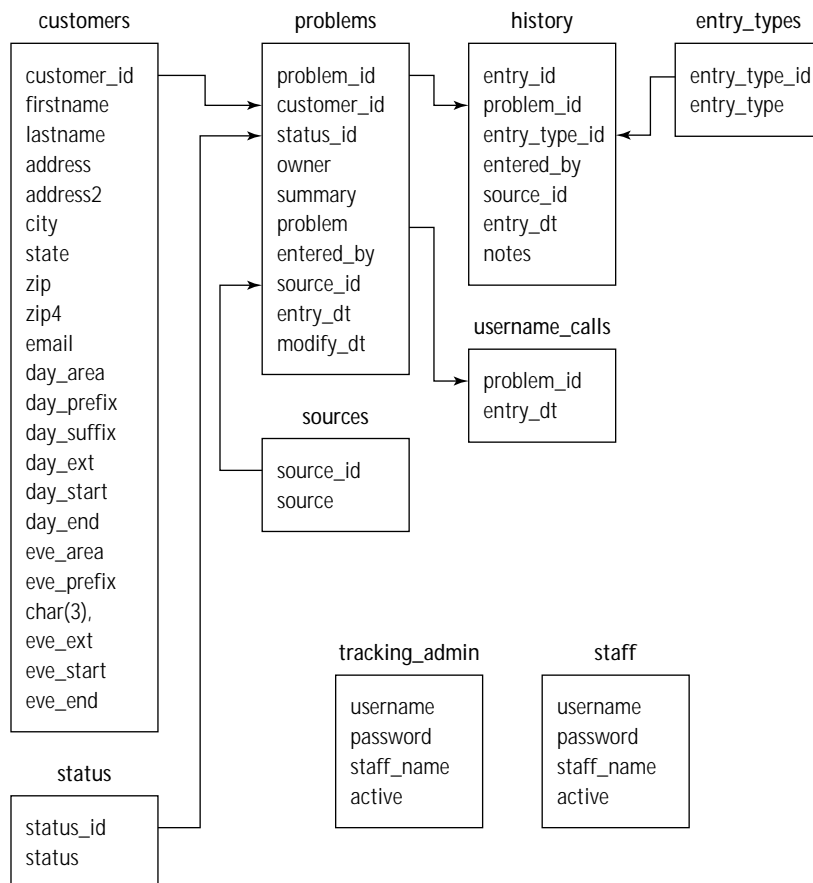 customers
customer_id
firstname
lastname
address
address2
city
state
zip
zip4
email
day_area
day_prefix
day_suffix
day_ext
day_start
day_end
eve_area
eve_prefix
char(3),
eve_ext
eve_start
eve_end
status
status_id
status
problems
problem_id
customer_id
status_id
owner
summary
problem
entered_by
source_id
entry_dt
modify_dt
sources
source_id
source
history
entry_id
problem_id
entry_type_id
entered_by
source_id
entry_dt
notes
username_calls
problem_id
entry_dt
entry_types
entry_type_id
entry_type
tracking_admin
username
password
staff_name
active
staff
username
password
staff_name
active